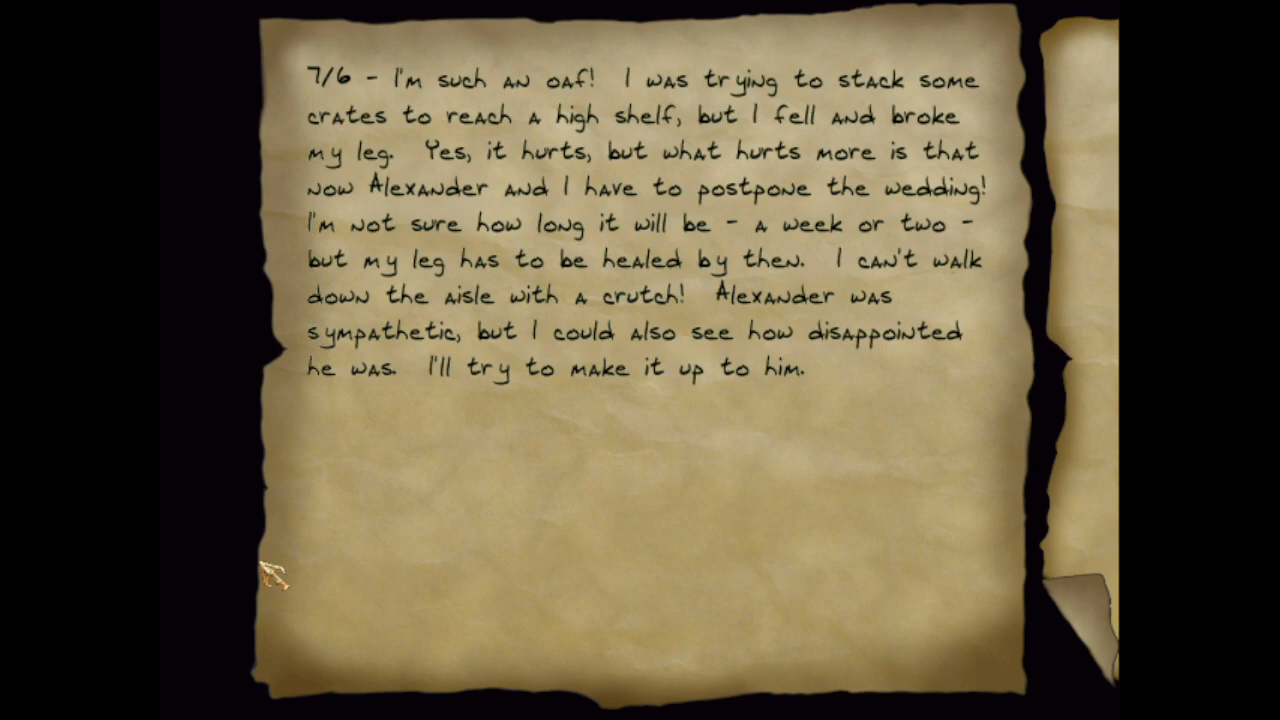 7/6 - I'm such an oaf! I was trying to stack some
crates to reach a high shelf, but I fell and broke
my leg. Yes, it hurts, but what hurts more is that
now Alexander and I have to postpone the wedding!
I'm not sure how long it will be - a week or two -
but my leg has to be healed by then. I can't walk
down the aisle with a crutch! Alexander was
sympathetic, but I could also see how disappointed
he was. I'll try to make it up to him.